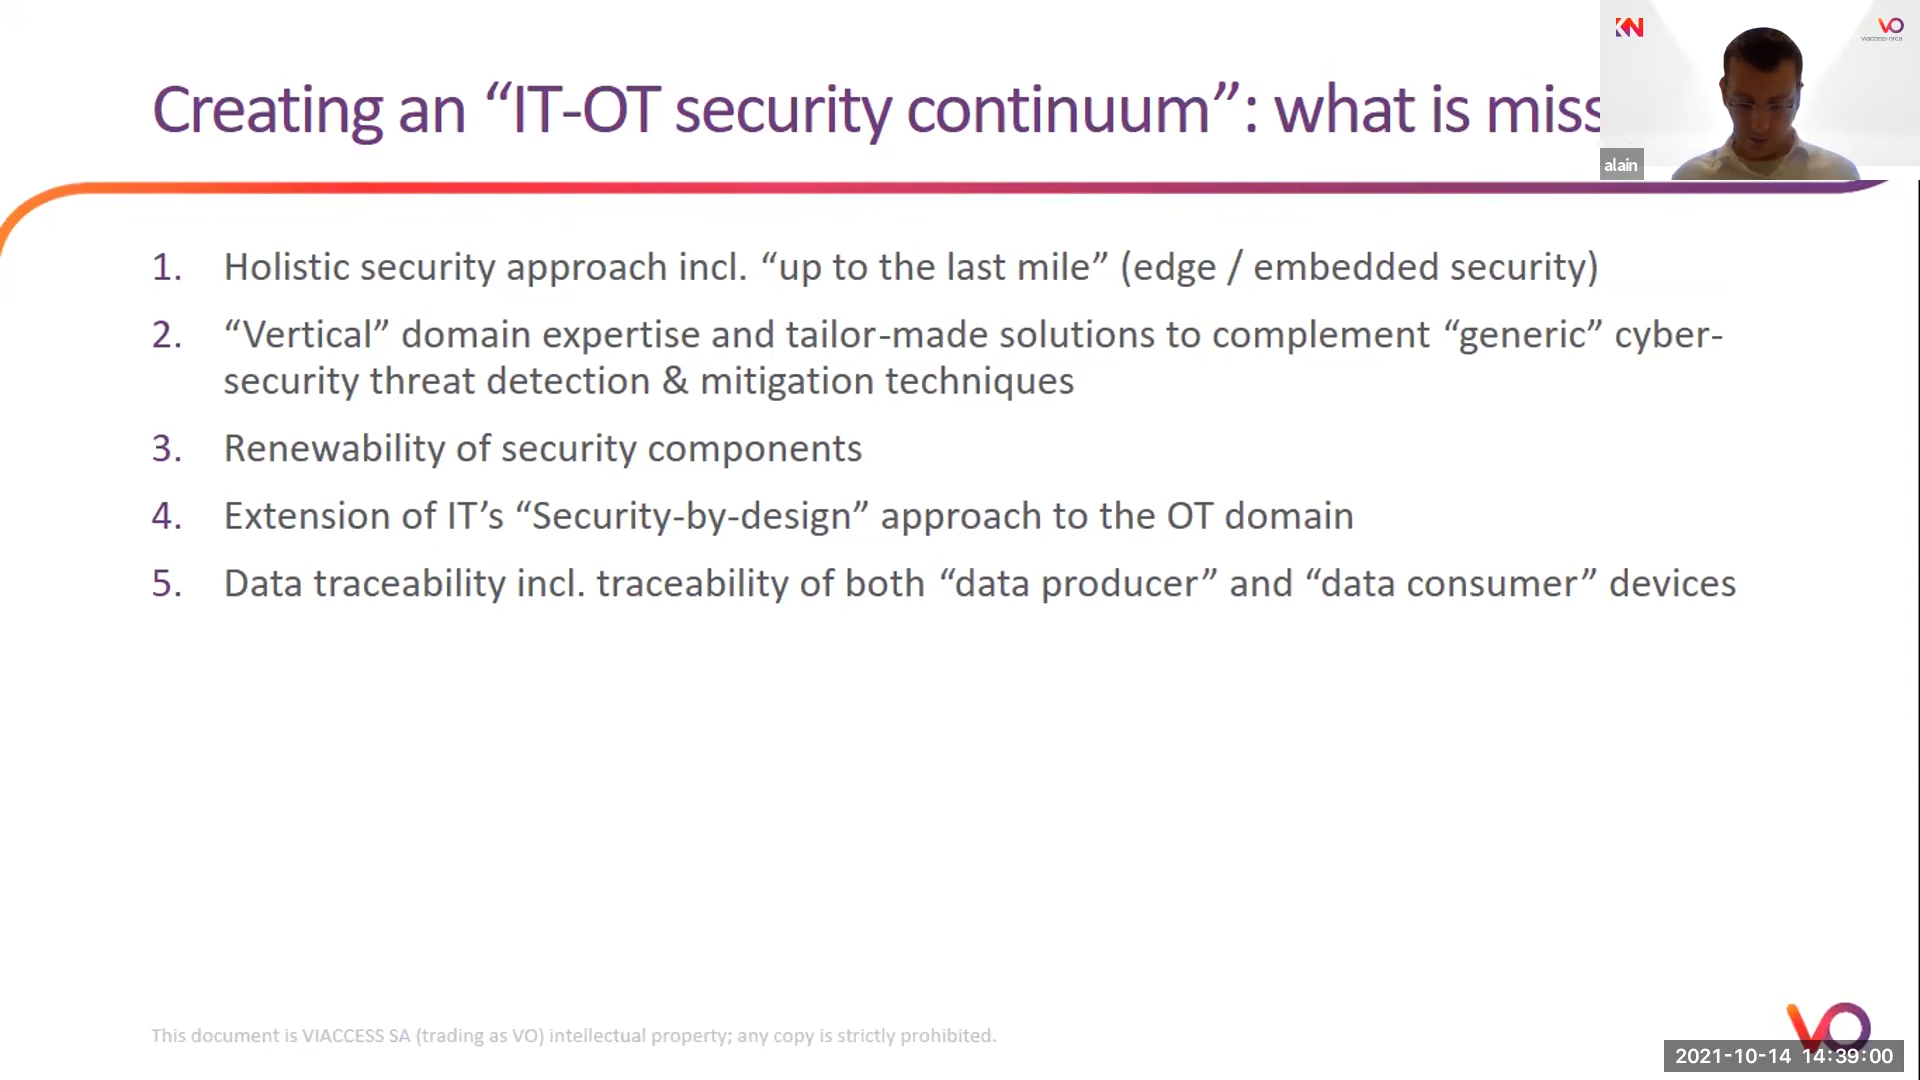 Creating an “IT-OT security continuum”: what is miss
alain
VO
viaccess-orca
1. Holistic security approach incl. “up to the last mile” (edge / embedded security)
2. “Vertical” domain expertise and tailor-made solutions to complement “generic” cyber-
security threat detection & mitigation techniques
3. Renewability of security components
4. Extension of IT’s “Security-by-design” approach to the OT domain
5. Data traceability incl. traceability of both “data producer” and “data consumer” devices
This document is VIACCESS SA (trading as VO) intellectual property; any copy is strictly prohibited.
VO
2021-10-14 14:39:00